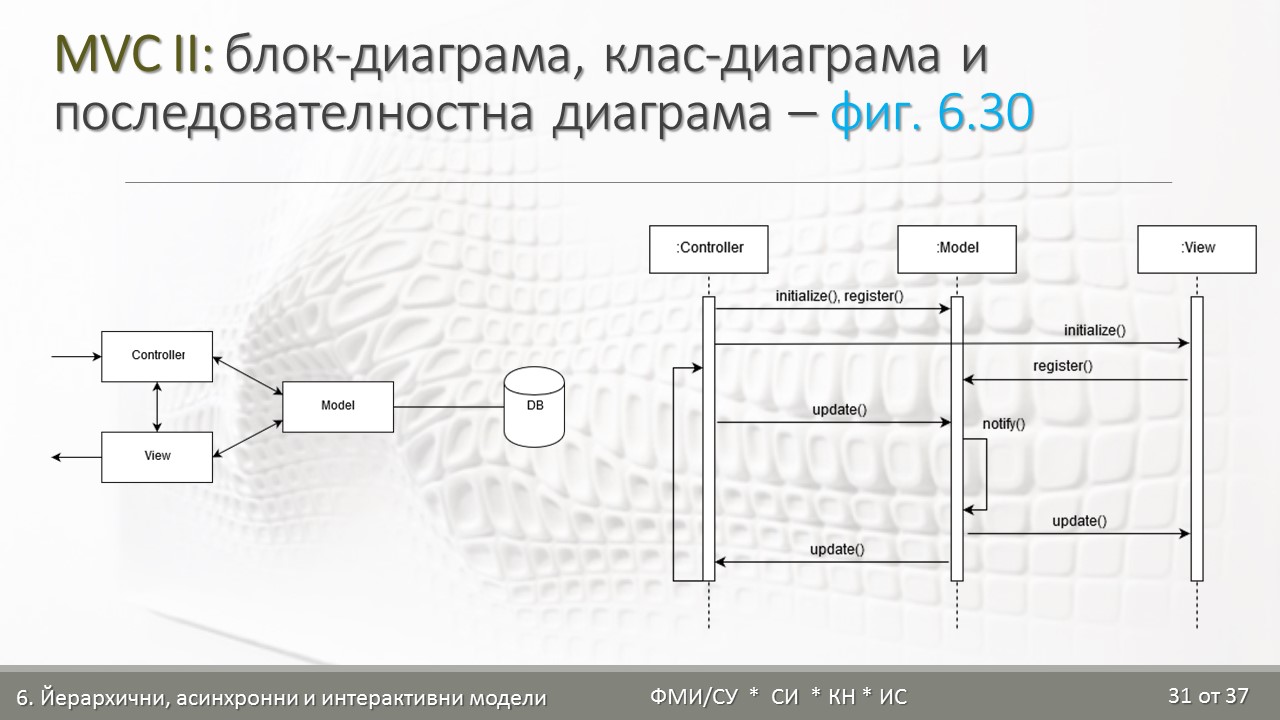 MVC II: блок-диаграма, клас-диаграма и
последователностна диаграма – фиг. 6.30
Controller
View
Model
DB
:Controller
:Model
:View
initialize(), register()
initialize()
register()
update()
notify()
update()
update()
6. Йерархични, асинхронни и интерактивни модели
ФМИ/СУ * СИ * КН * ИС
31 от 37